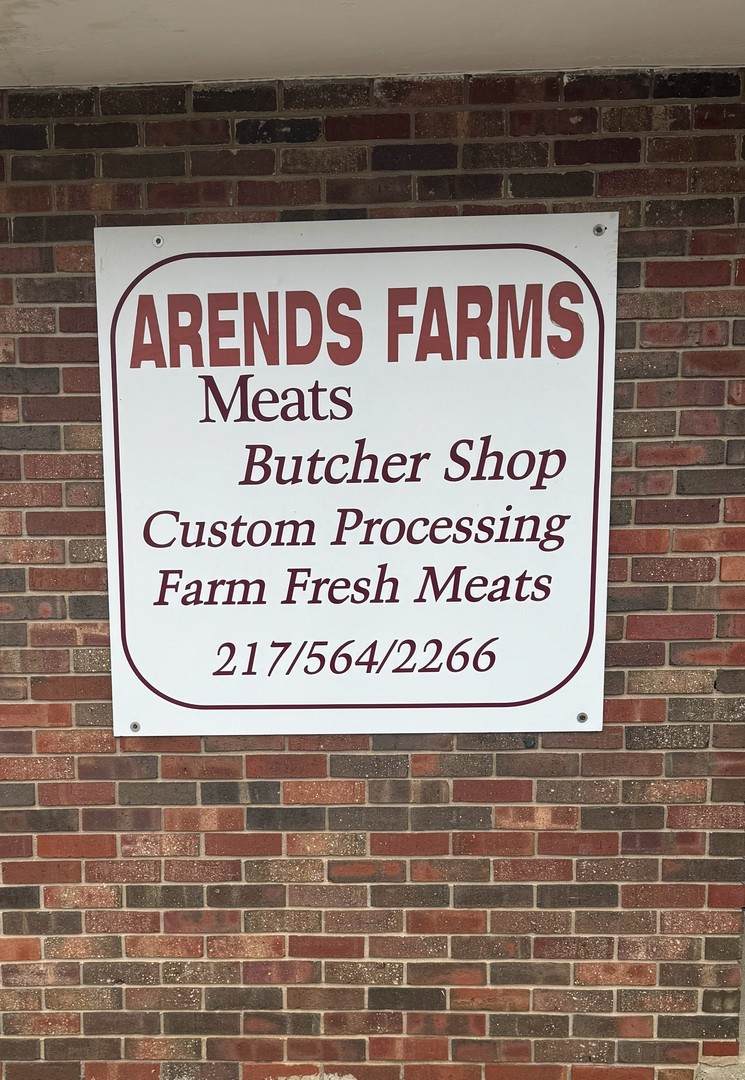 ARENDS FARMS
Meats
Butcher Shop
Custom Processing
Farm Fresh Meats
217/564/2266